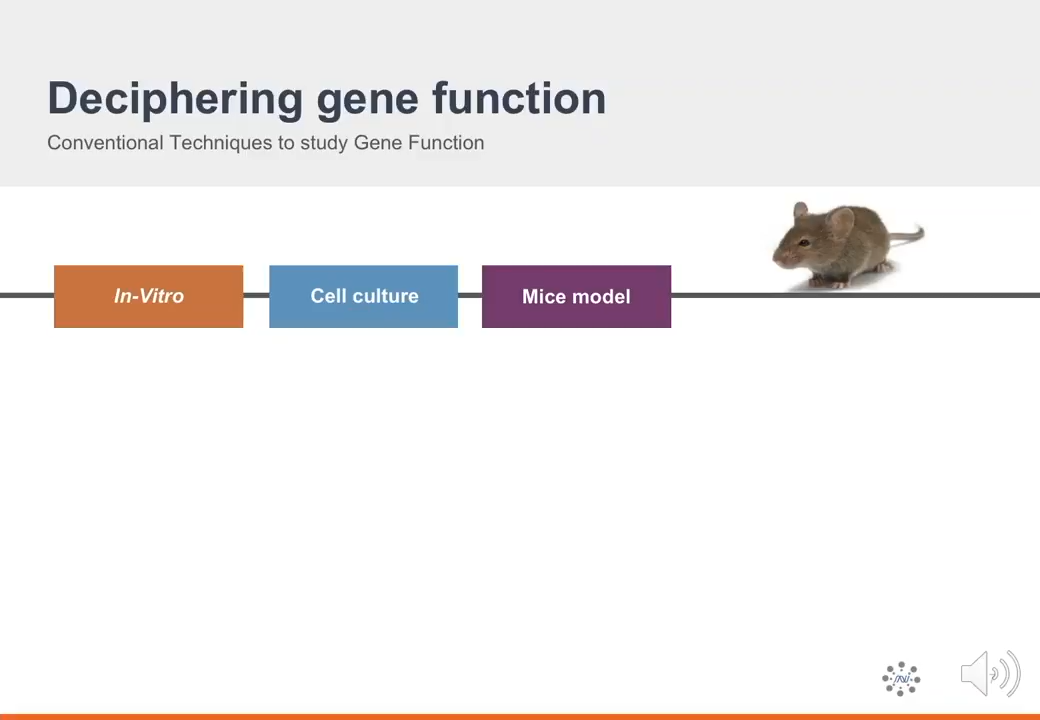 Deciphering gene function
Conventional Techniques to study Gene Function
In-Vitro
Cell culture
Mice model